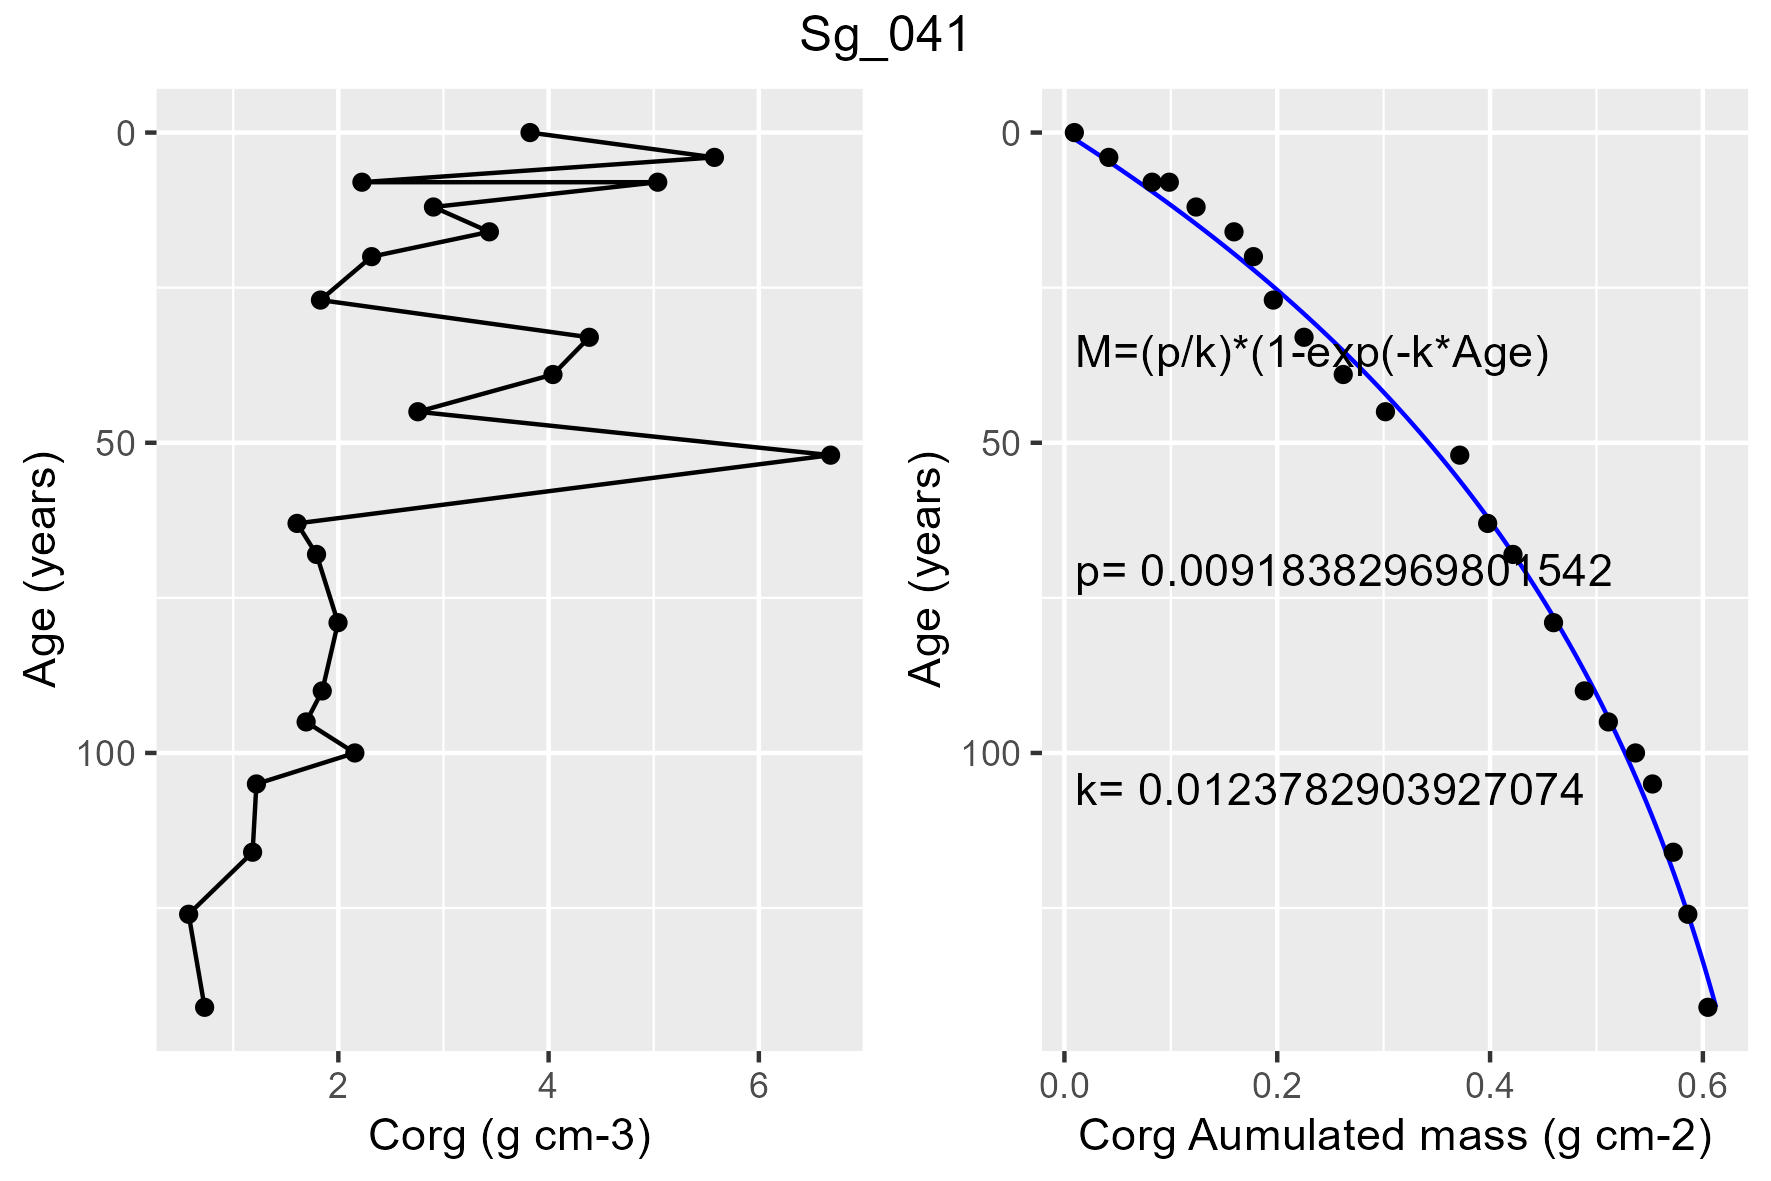 Sg_041
0
50
100
Age (years)
2
4
6
Corg (g cm-3)
0
50
100
Age (years)
M=(p/k)*(1-exp(-k*Age)
p= 0.00918382969801542
k= 0.0123782903927074
0.0
0.2
0.4
0.6
Corg Aumulated mass (g cm-2)